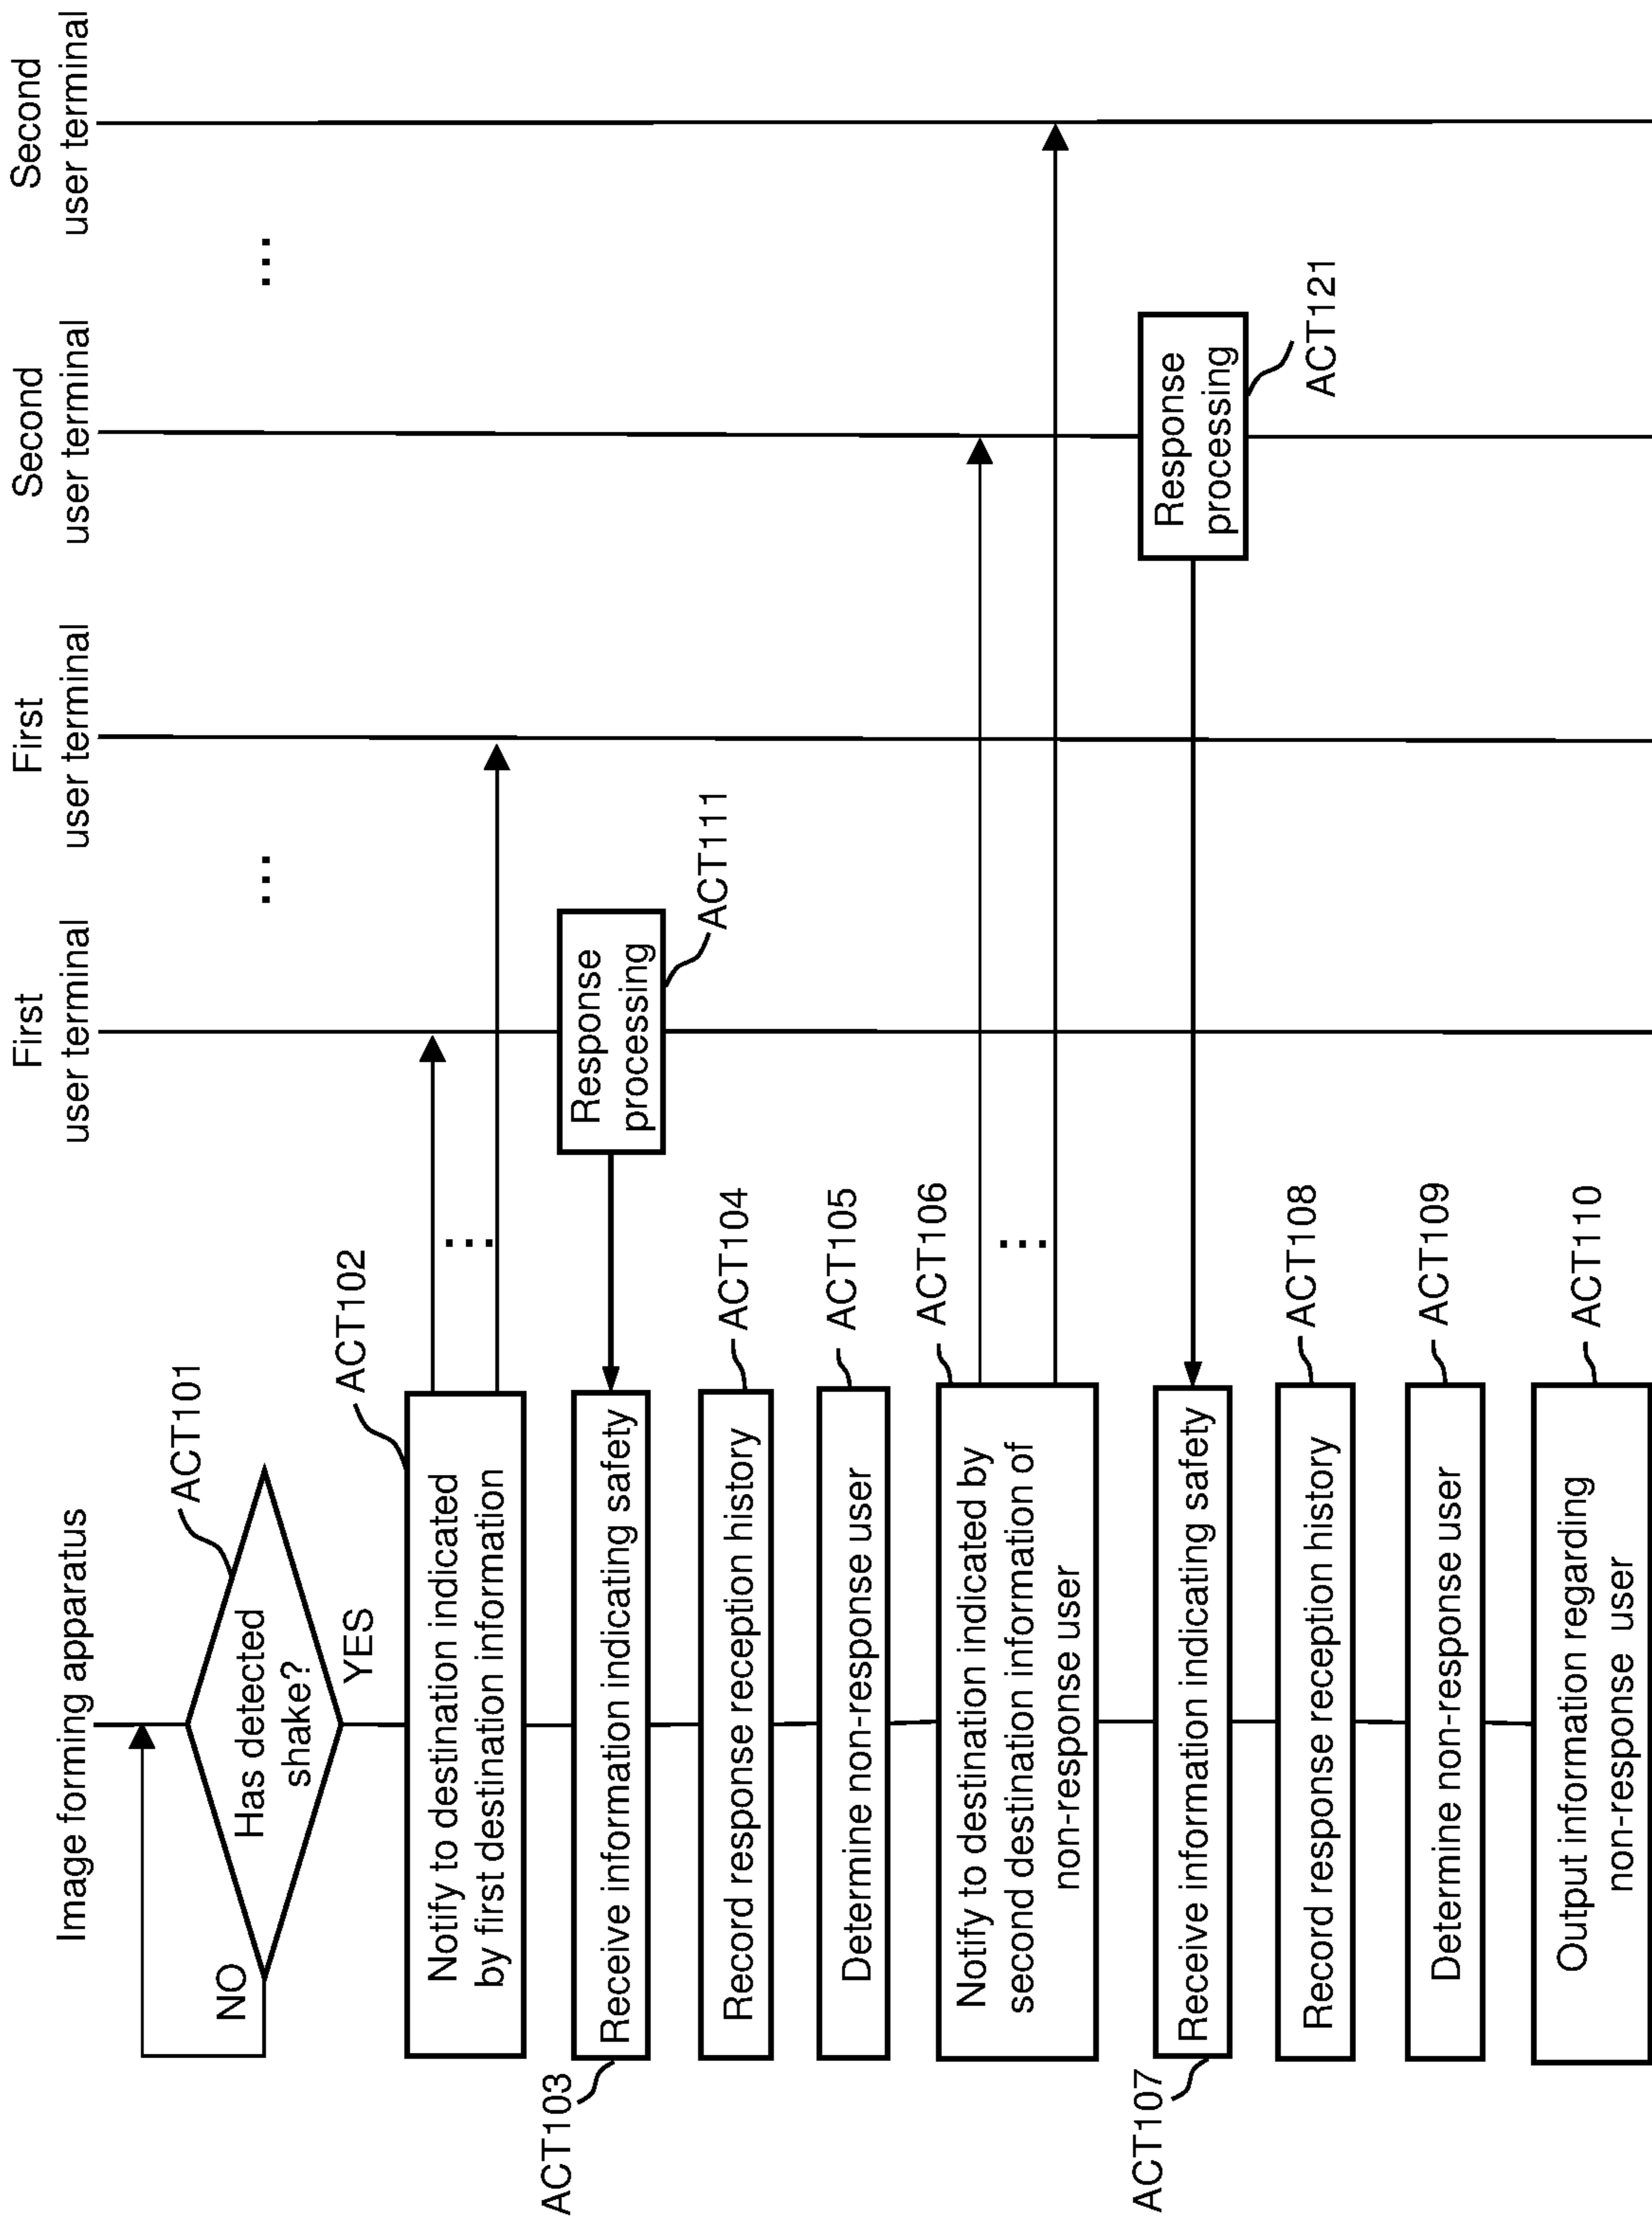 Image forming apparatus
First
user terminal
...
First
user terminal
Second
user terminal
...
Second
user terminal
ACT101
Has detected
shake?
NO
YES
ACT102
Notify to destination indicated
by first destination information
...
ACT103
Receive information indicating safety
Response
processing
ACT111
Record response reception history
ACT104
Determine non-response user
ACT105
ACT106
Notify to destination indicated by
second destination information of
non-response user
...
ACT107
Receive information indicating safety
Response
processing
ACT121
Record response reception history
ACT108
Determine non-response user
ACT109
Output information regarding
non-response user
ACT110